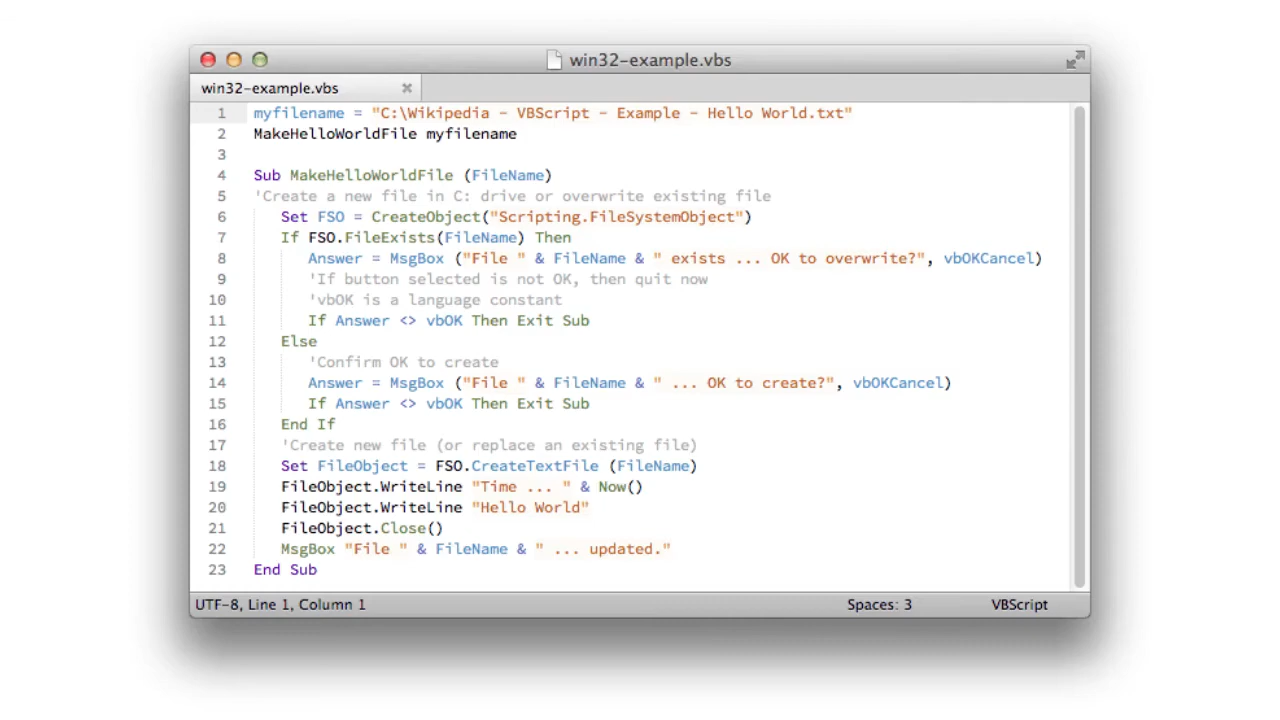 win32-example.vbs
win32-example.vbs ×
1 myfilename = "C:\Wikipedia - VBScript - Example - Hello World.txt"
2 MakeHelloWorldFile myfilename
3
4 Sub MakeHelloWorldFile (FileName)
5 'Create a new file in C: drive or overwrite existing file
6    Set FSO = CreateObject("Scripting.FileSystemObject")
7    If FSO.FileExists(FileName) Then
8       Answer = MsgBox ("File " & FileName & " exists ... OK to overwrite?", vbOKCancel)
9       'If button selected is not OK, then quit now
10       'vbOK is a language constant
11       If Answer <> vbOK Then Exit Sub
12    Else
13       'Confirm OK to create
14       Answer = MsgBox ("File " & FileName & " ... OK to create?", vbOKCancel)
15       If Answer <> vbOK Then Exit Sub
16    End If
17    'Create new file (or replace an existing file)
18    Set FileObject = FSO.CreateTextFile (FileName)
19    FileObject.WriteLine "Time ... " & Now()
20    FileObject.WriteLine "Hello World"
21    FileObject.Close()
22    MsgBox "File " & FileName & " ... updated."
23 End Sub
UTF-8, Line 1, Column 1 Spaces: 3 VBScript